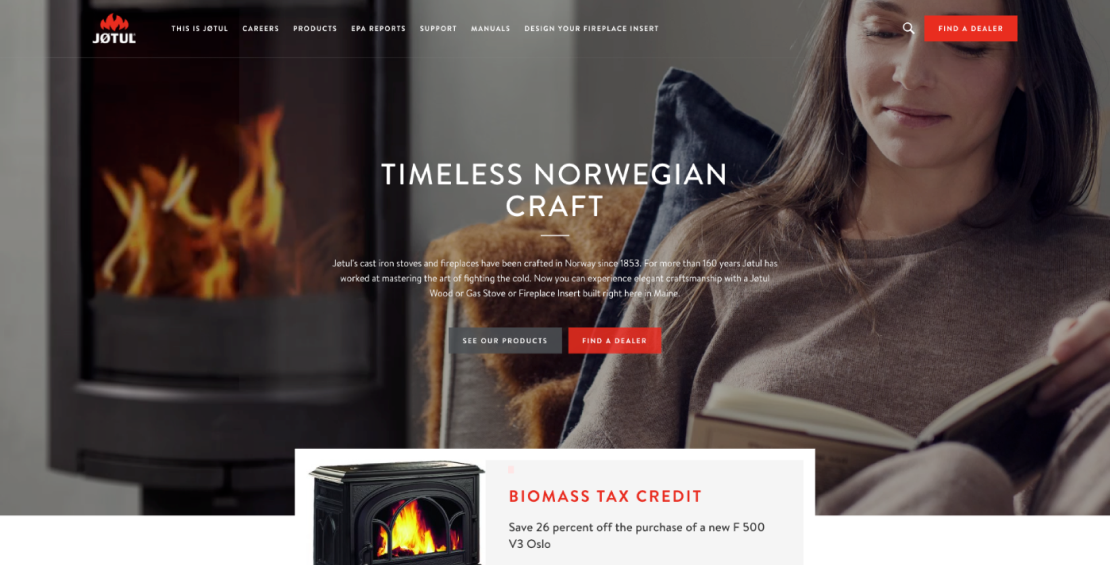 JØTUL
THIS IS JØTUL CAREERS PRODUCTS EPA REPORTS SUPPORT MANUALS DESIGN YOUR FIREPLACE INSERT
FIND A DEALER
TIMELESS NORWEGIAN
CRAFT
Jøtul's cast iron stoves and fireplaces have been crafted in Norway since 1853. For more than 160 years Jøtul has
worked at mastering the art of fighting the cold. Now you can experience elegant craftsmanship with a Jøtul
Wood or Gas Stove or Fireplace Insert built right here in Maine.
SEE OUR PRODUCTS FIND A DEALER
BIOMASS TAX CREDIT
Save 26 percent off the purchase of a new F 500
V3 Oslo